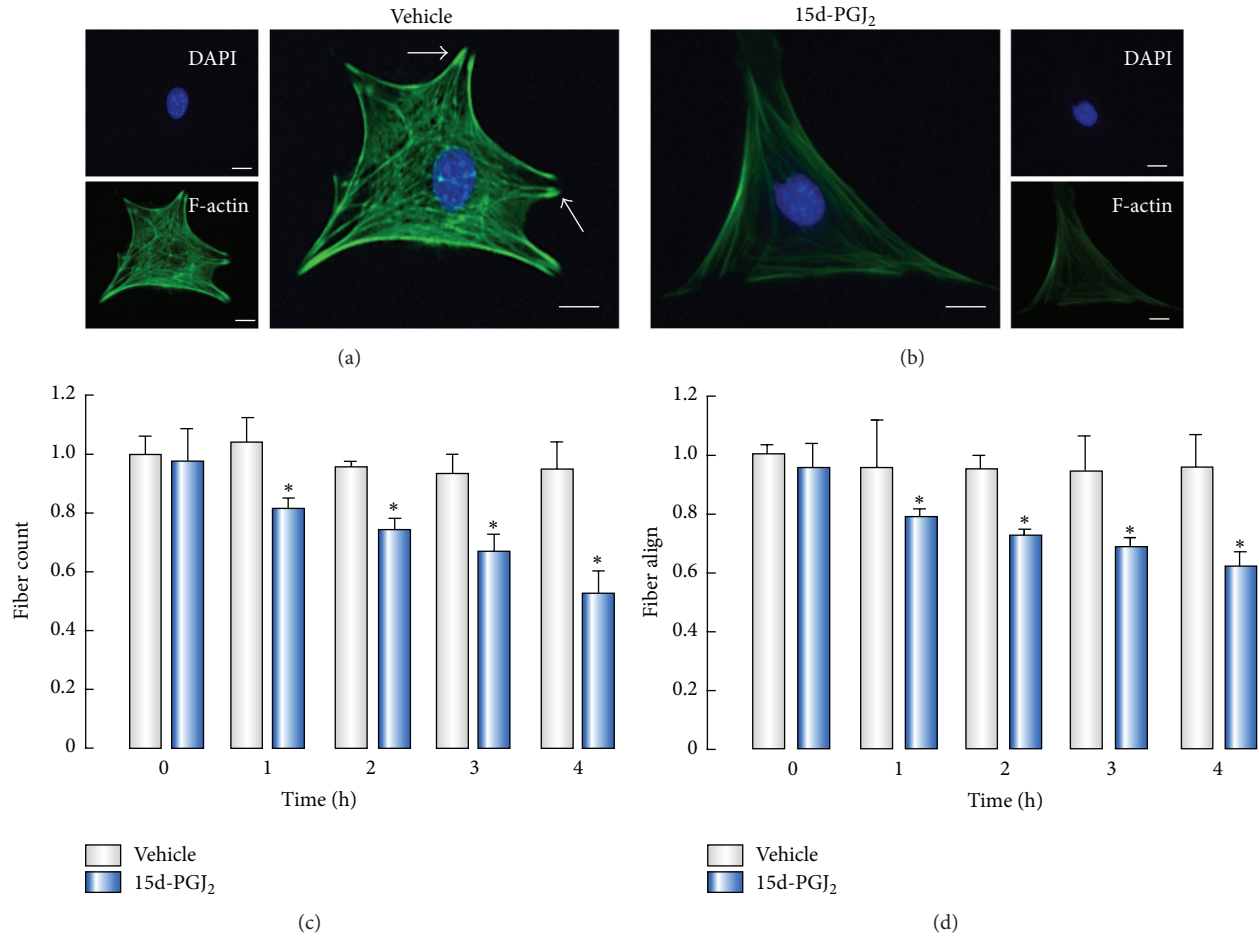 Vehicle
15d-PGJ₂
DAPI
F-actin
DAPI
F-actin
(a)
(b)
1.2
1.0
0.8
0.6
0.4
0.2
0
Fiber count
*
*
*
*
0 1 2 3 4
Time (h)
Vehicle
15d-PGJ₂
(c)
1.2
1.0
0.8
0.6
0.4
0.2
0
Fiber align
*
*
*
*
0 1 2 3 4
Time (h)
Vehicle
15d-PGJ₂
(d)